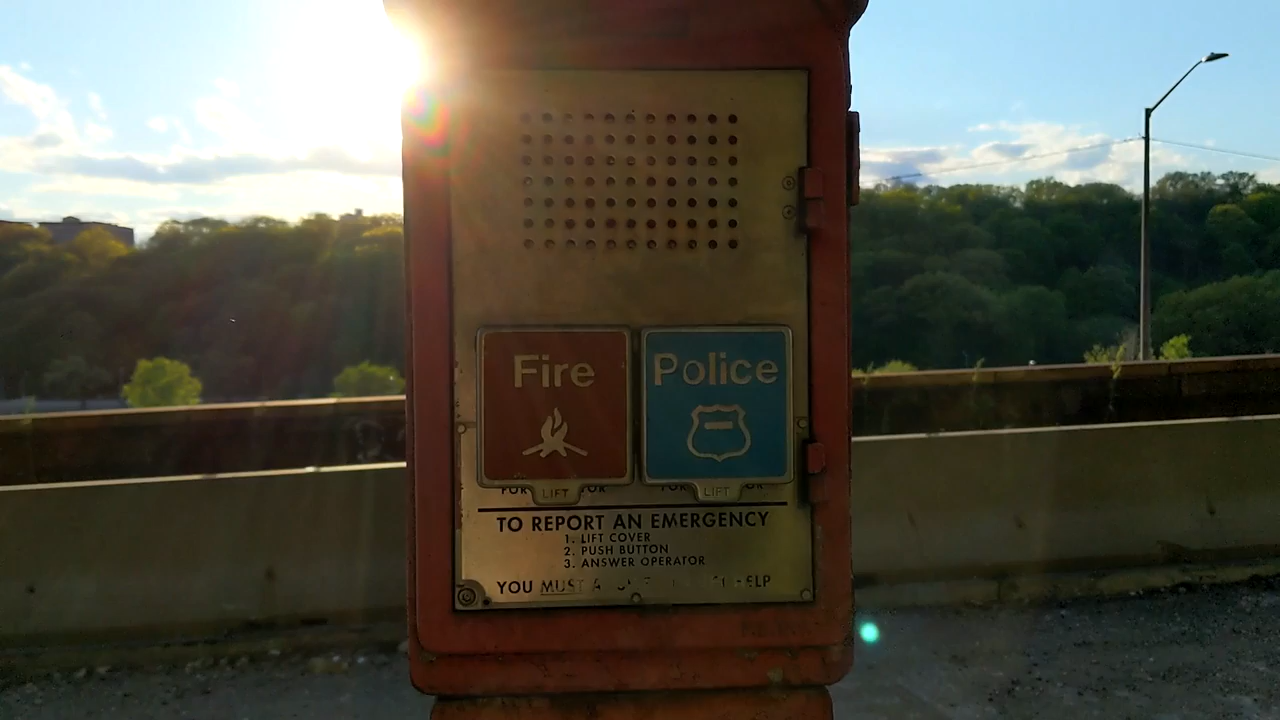 Fire
Police
LIFT
LIFT
TO REPORT AN EMERGENCY
1. LIFT COVER
2. PUSH BUTTON
3. ANSWER OPERATOR
YOU MUST